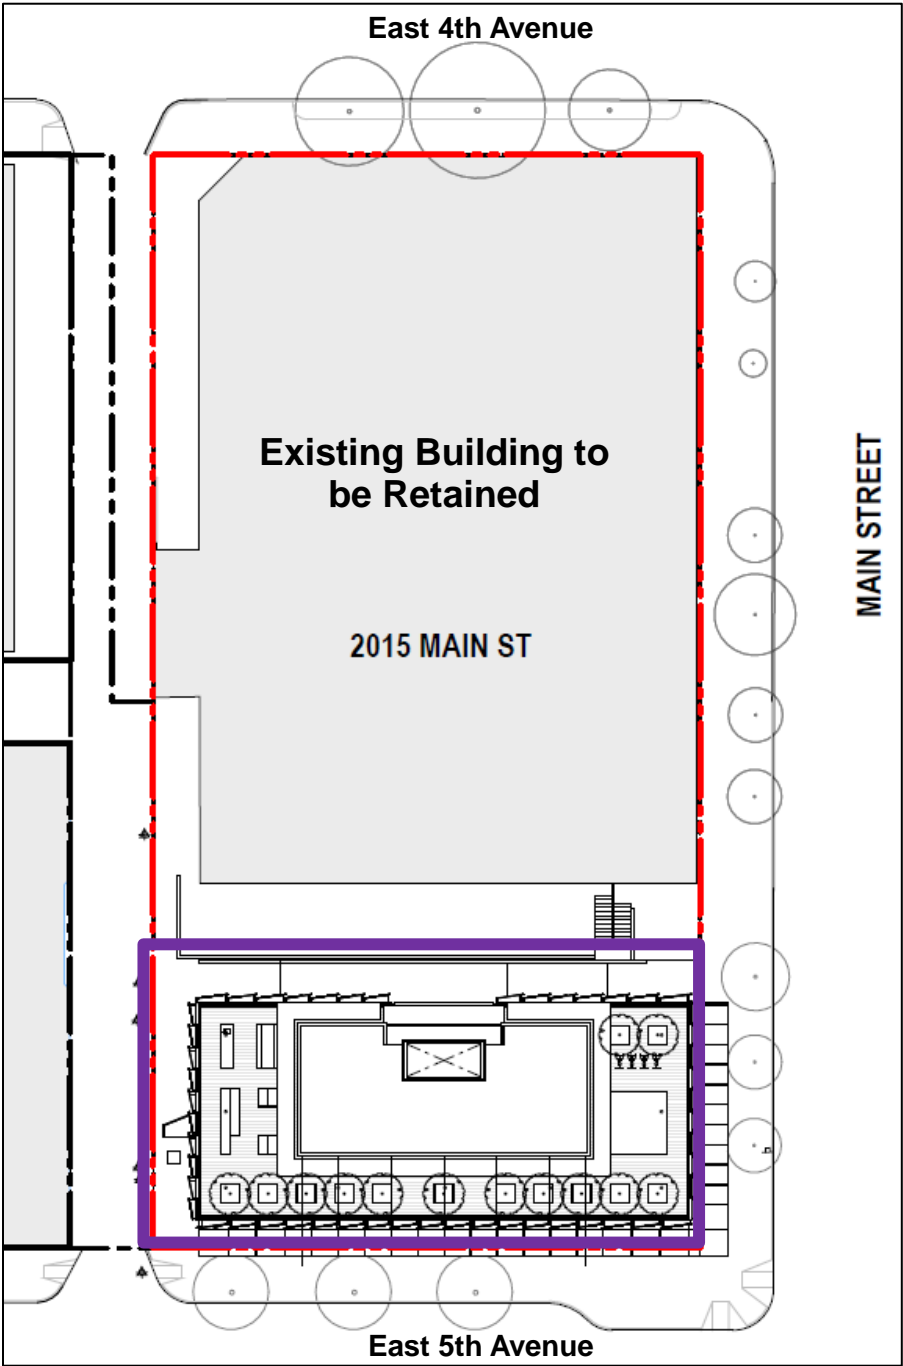 East 4th Avenue
Existing Building to
be Retained
MAIN STREET
2015 MAIN ST
East 5th Avenue